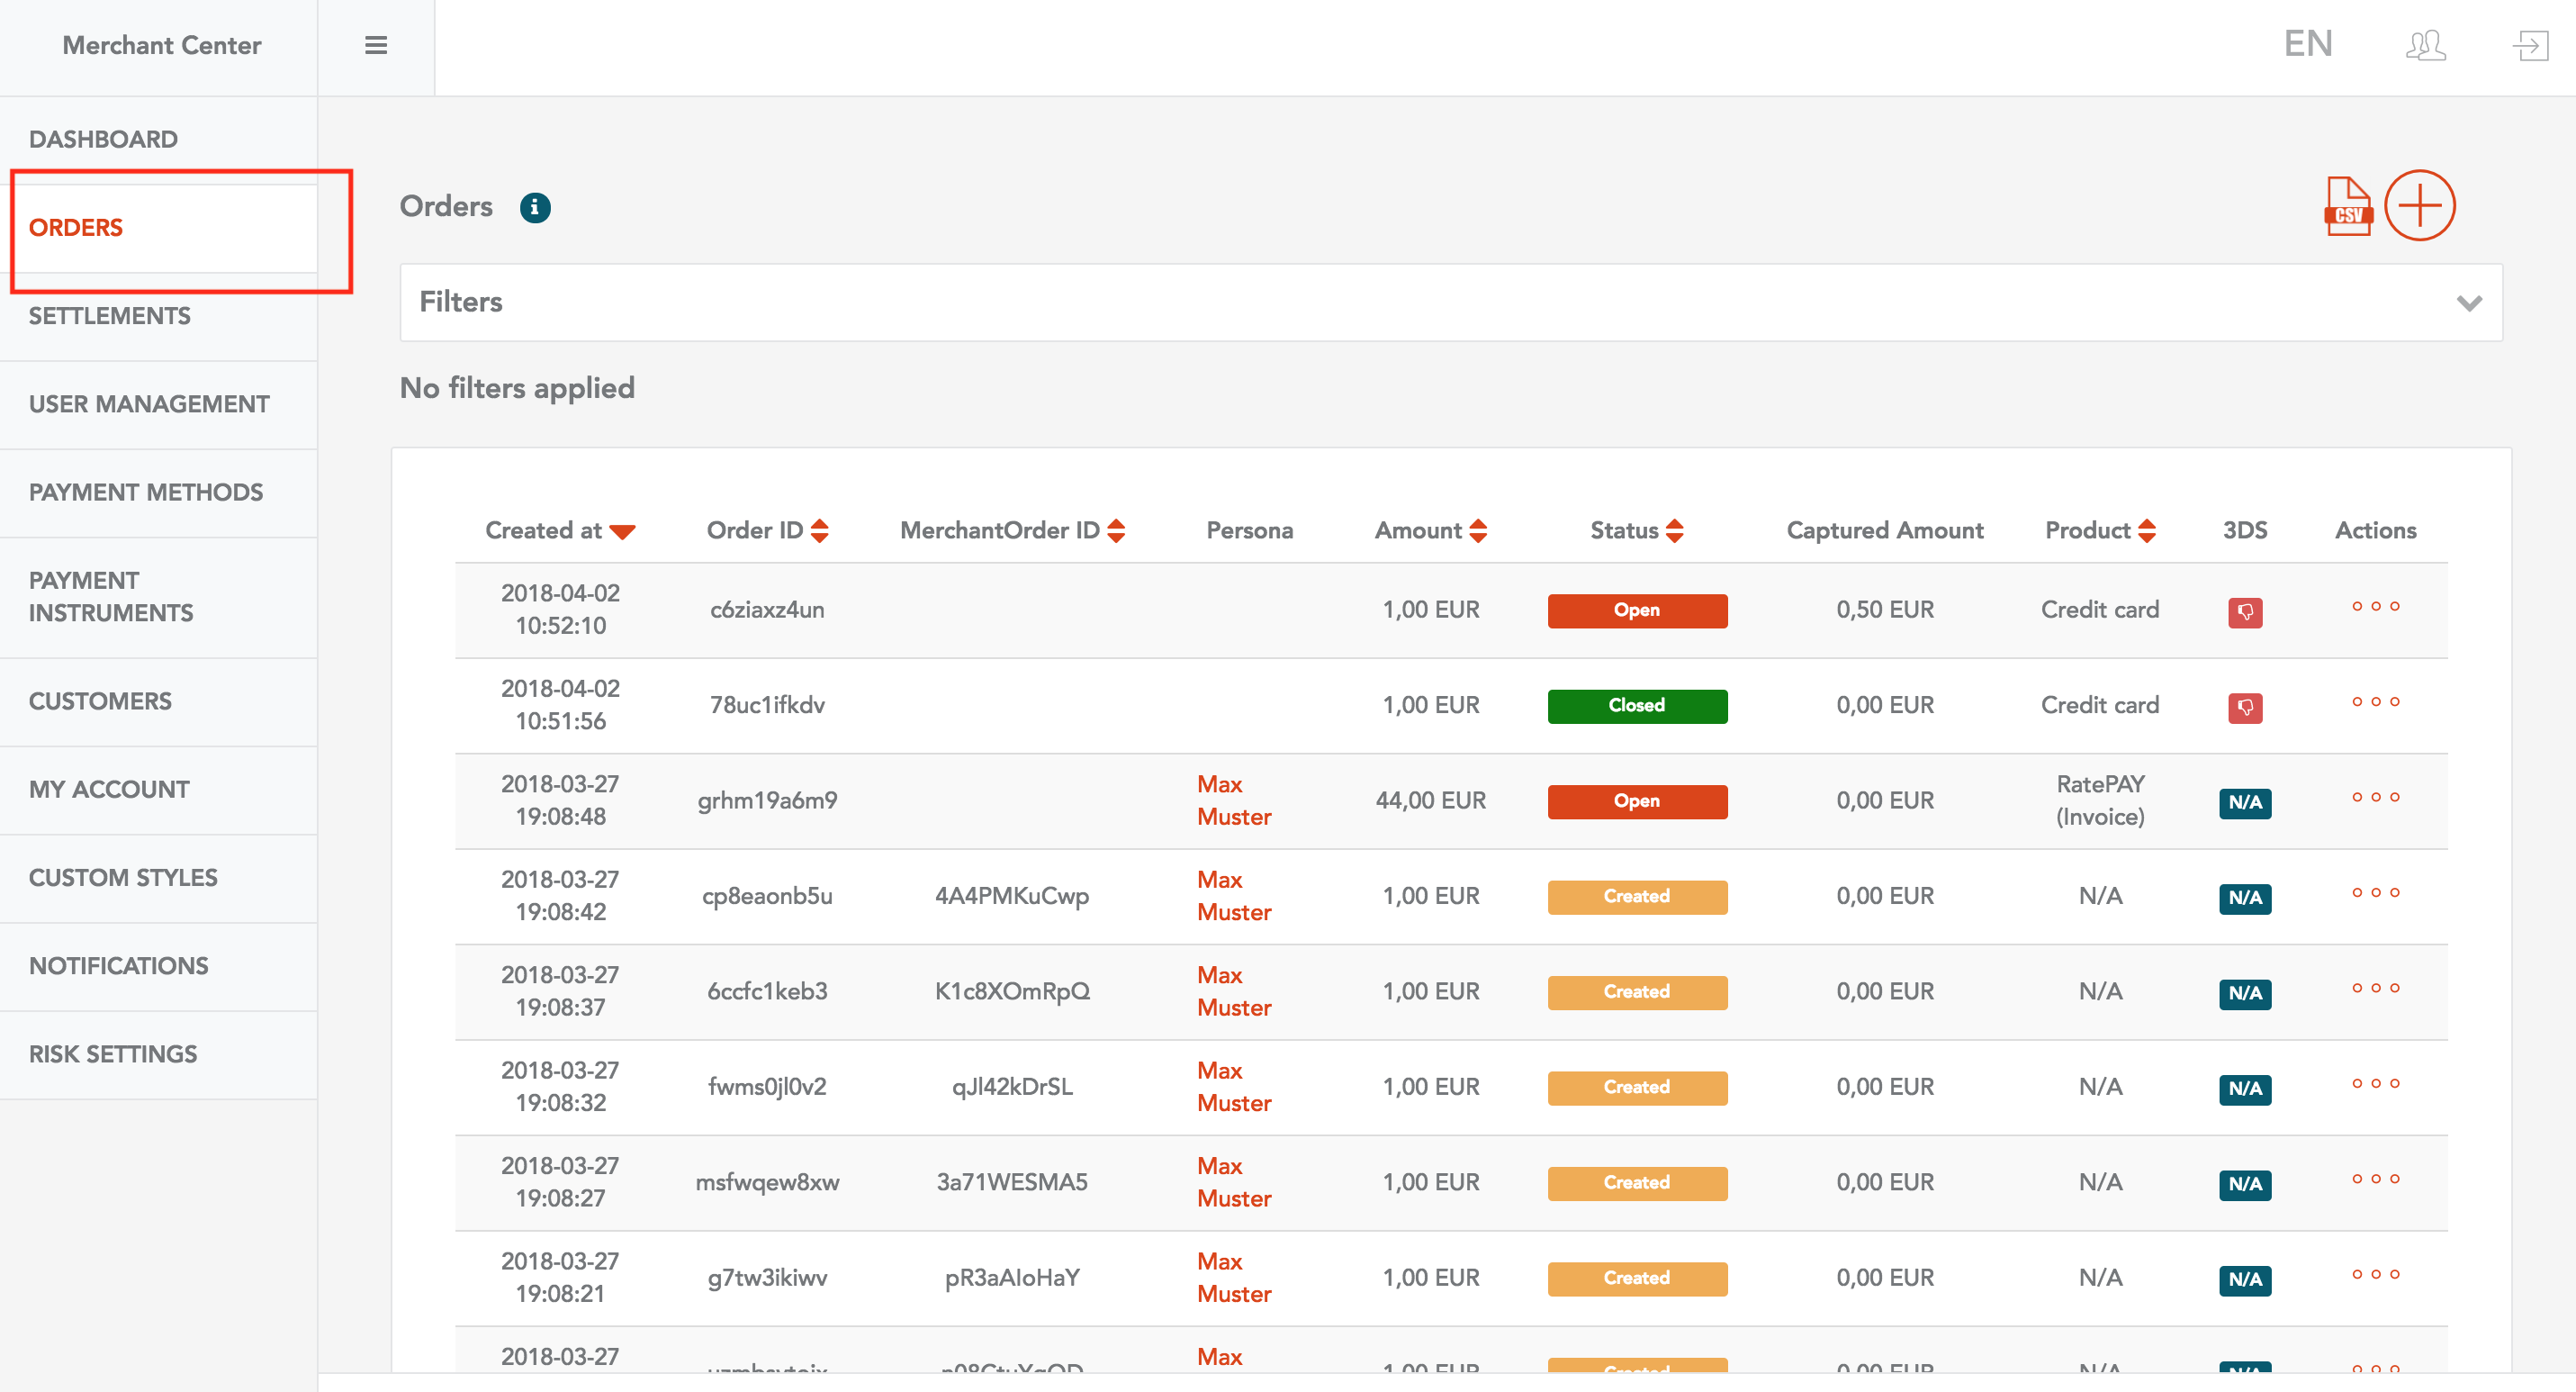 Merchant Center
EN
DASHBOARD
ORDERS
SETTLEMENTS
USER MANAGEMENT
PAYMENT METHODS
PAYMENT
INSTRUMENTS
CUSTOMERS
MY ACCOUNT
CUSTOM STYLES
NOTIFICATIONS
RISK SETTINGS
Orders
CSV
Filters
No filters applied
Created at Order ID MerchantOrder ID Persona Amount Status Captured Amount Product 3DS Actions
2018-04-02
10:52:10 c6ziaxz4un 1,00 EUR Open 0,50 EUR Credit card
2018-04-02
10:51:56 78uc1ifkdv 1,00 EUR Closed 0,00 EUR Credit card
2018-03-27 Max RatePAY
19:08:48 grhm19a6m9 Muster 44,00 EUR Open 0,00 EUR (Invoice) N/A
2018-03-27 Max
19:08:42 cp8eaonb5u 4A4PMKuCwp Muster 1,00 EUR Created 0,00 EUR N/A N/A
2018-03-27 Max
19:08:37 6ccfc1keb3 K1c8XOmRpQ Muster 1,00 EUR Created 0,00 EUR N/A N/A
2018-03-27 Max
19:08:32 fwms0jl0v2 qJl42kDrSL Muster 1,00 EUR Created 0,00 EUR N/A N/A
2018-03-27 Max
19:08:27 msfwqew8xw 3a71WESMA5 Muster 1,00 EUR Created 0,00 EUR N/A N/A
2018-03-27 Max
19:08:21 g7tw3ikiwv pR3aAloHaY Muster 1,00 EUR Created 0,00 EUR N/A N/A
2018-03-27 Max
1,00 EUR Created 0,00 EUR N/A N/A